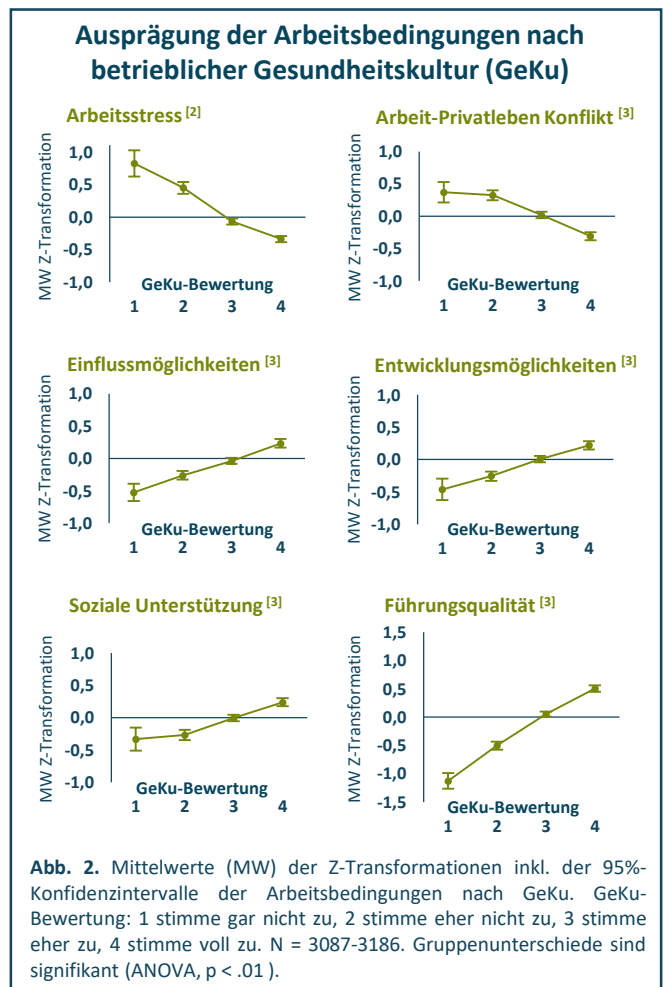 Ausprägung der Arbeitsbedingungen nach
betrieblicher Gesundheitskultur (GeKu)
Arbeitsstress [2]
MW Z-Transformation
1,0
0,5
0,0
-0,5
-1,0
GeKu-Bewertung
1 2 3 4
Arbeit-Privatleben Konflikt [3]
MW Z-Transformation
1,0
0,5
0,0
-0,5
-1,0
GeKu-Bewertung
1 2 3 4
Einflussmöglichkeiten [3]
MW Z-Transformation
1,0
0,5
0,0
-0,5
-1,0
GeKu-Bewertung
1 2 3 4
Entwicklungsmöglichkeiten [3]
MW Z-Transformation
1,0
0,5
0,0
-0,5
-1,0
GeKu-Bewertung
1 2 3 4
Soziale Unterstützung [3]
MW Z-Transformation
1,0
0,5
0,0
-0,5
-1,0
GeKu-Bewertung
1 2 3 4
Führungsqualität [3]
MW Z-Transformation
1,5
1,0
0,5
0,0
-0,5
-1,0
-1,5
GeKu-Bewertung
1 2 3 4
Abb. 2. Mittelwerte (MW) der Z-Transformationen inkl. der 95%-
Konfidenzintervalle der Arbeitsbedingungen nach GeKu. GeKu-
Bewertung: 1 stimme gar nicht zu, 2 stimme eher nicht zu, 3 stimme
eher zu, 4 stimme voll zu. N = 3087-3186. Gruppenunterschiede sind
signifikant (ANOVA, p < .01 ).